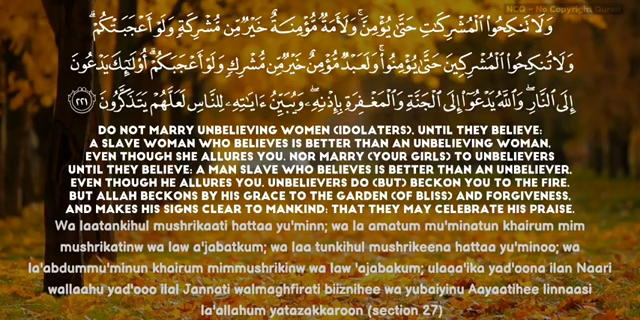 NCQ - No Copyright Quran
وَلَا تَنكِحُوا۟ ٱلْمُشْرِكَـٰتِ حَتَّىٰ يُؤْمِنَّ ۚ وَلَأَمَةٌ مُّؤْمِنَةٌ خَيْرٌ مِّن مُّشْرِكَةٍ وَلَوْ أَعْجَبَتْكُمْ ۗ
وَلَا تُنكِحُوا۟ ٱلْمُشْرِكِينَ حَتَّىٰ يُؤْمِنُوا۟ ۚ وَلَعَبْدٌ مُّؤْمِنٌ خَيْرٌ مِّن مُّشْرِكٍ وَلَوْ أَعْجَبَكُمْ ۗ أُو۟لَـٰٓئِكَ يَدْعُونَ
إِلَى ٱلنَّارِ ۖ وَٱللَّهُ يَدْعُوٓا۟ إِلَى ٱلْجَنَّةِ وَٱلْمَغْفِرَةِ بِإِذْنِهِۦ ۖ وَيُبَيِّنُ ءَايَـٰتِهِۦ لِلنَّاسِ لَعَلَّهُمْ يَتَذَكَّرُونَ ٢٢١
DO NOT MARRY UNBELIEVING WOMEN (IDOLATERS), UNTIL THEY BELIEVE:
A SLAVE WOMAN WHO BELIEVES IS BETTER THAN AN UNBELIEVING WOMAN,
EVEN THOUGH SHE ALLURES YOU. NOR MARRY (YOUR GIRLS) TO UNBELIEVERS
UNTIL THEY BELIEVE: A MAN SLAVE WHO BELIEVES IS BETTER THAN AN UNBELIEVER,
EVEN THOUGH HE ALLURES YOU. UNBELIEVERS DO (BUT) BECKON YOU TO THE FIRE.
BUT ALLAH BECKONS BY HIS GRACE TO THE GARDEN (OF BLISS) AND FORGIVENESS,
AND MAKES HIS SIGNS CLEAR TO MANKIND: THAT THEY MAY CELEBRATE HIS PRAISE.
Wa laatankihul mushrikaati hattaa yu'minn; wa la amatum mu'minatun khairum mim
mushrikatinw wa law a'jabatkum; wa laa tunkihul mushrikeena hattaa yu'minoo; wa
la'abdummu'minun khairum mimmushrikinw wa law 'ajabakum; ulaaa'ika yad'oona ilan Naari
wallaahu yad'ooo ilal Jannati walmaghfirati biiznihee wa yubaiyinu Aayaatihee linnaasi
la'allahum yatazakkaroon (section 27)